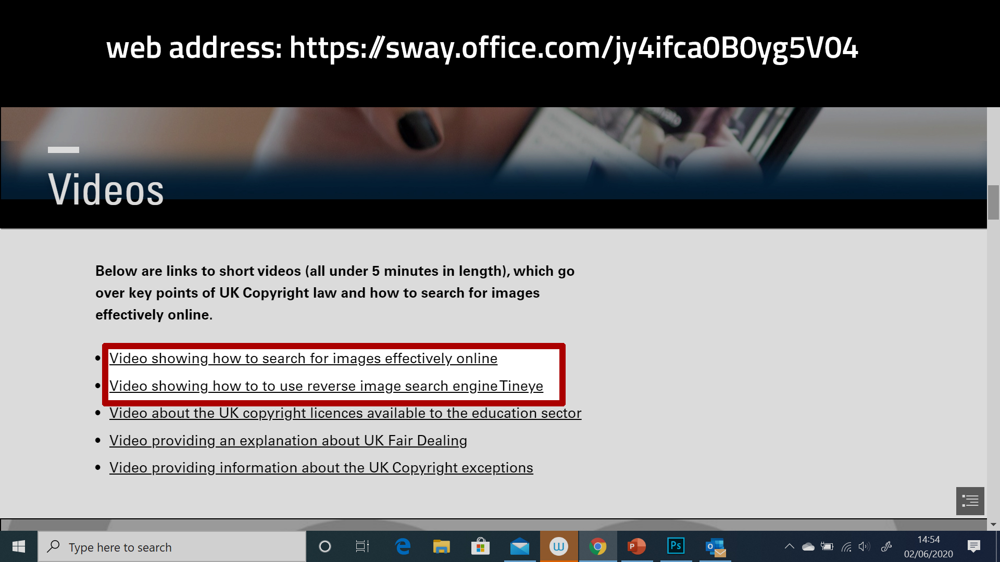 web address: https://sway.office.com/jy4ifca0B0yg5V04
Videos
Below are links to short videos (all under 5 minutes in length), which go
over key points of UK Copyright law and how to search for images
effectively online.
• Video showing how to search for images effectively online
• Video showing how to to use reverse image search engine Tineye
• Video about the UK copyright licences available to the education sector
• Video providing an explanation about UK Fair Dealing
• Video providing information about the UK Copyright exceptions
Type here to search
14:54
02/06/2020